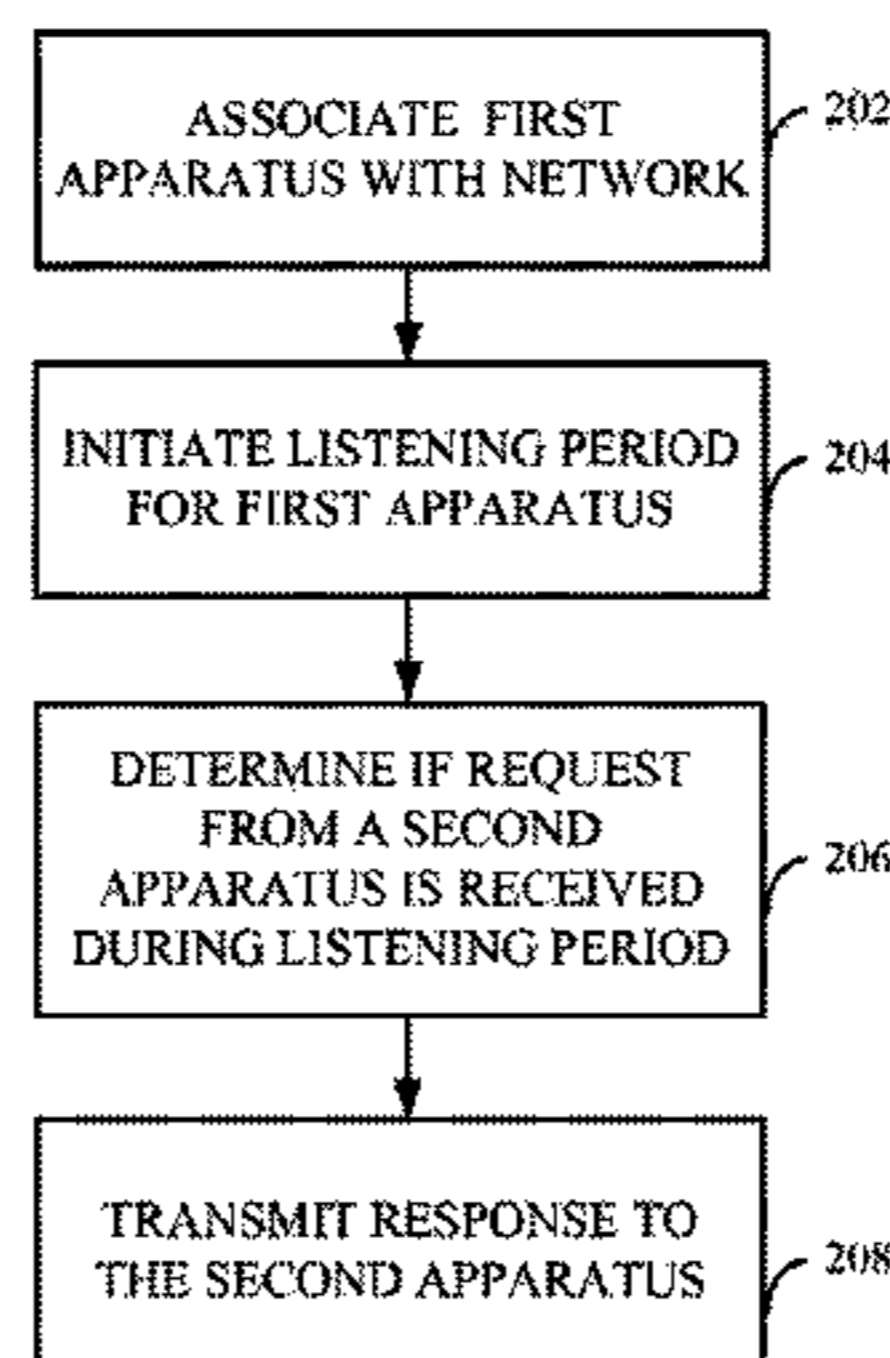 ASSOCIATE FIRST
APPARATUS WITH NETWORK
202
INITIATE LISTENING PERIOD
FOR FIRST APPARATUS
204
DETERMINE IF REQUEST
FROM A SECOND
APPARATUS IS RECEIVED
DURING LISTENING PERIOD
206
TRANSMIT RESPONSE TO
THE SECOND APPARATUS
208